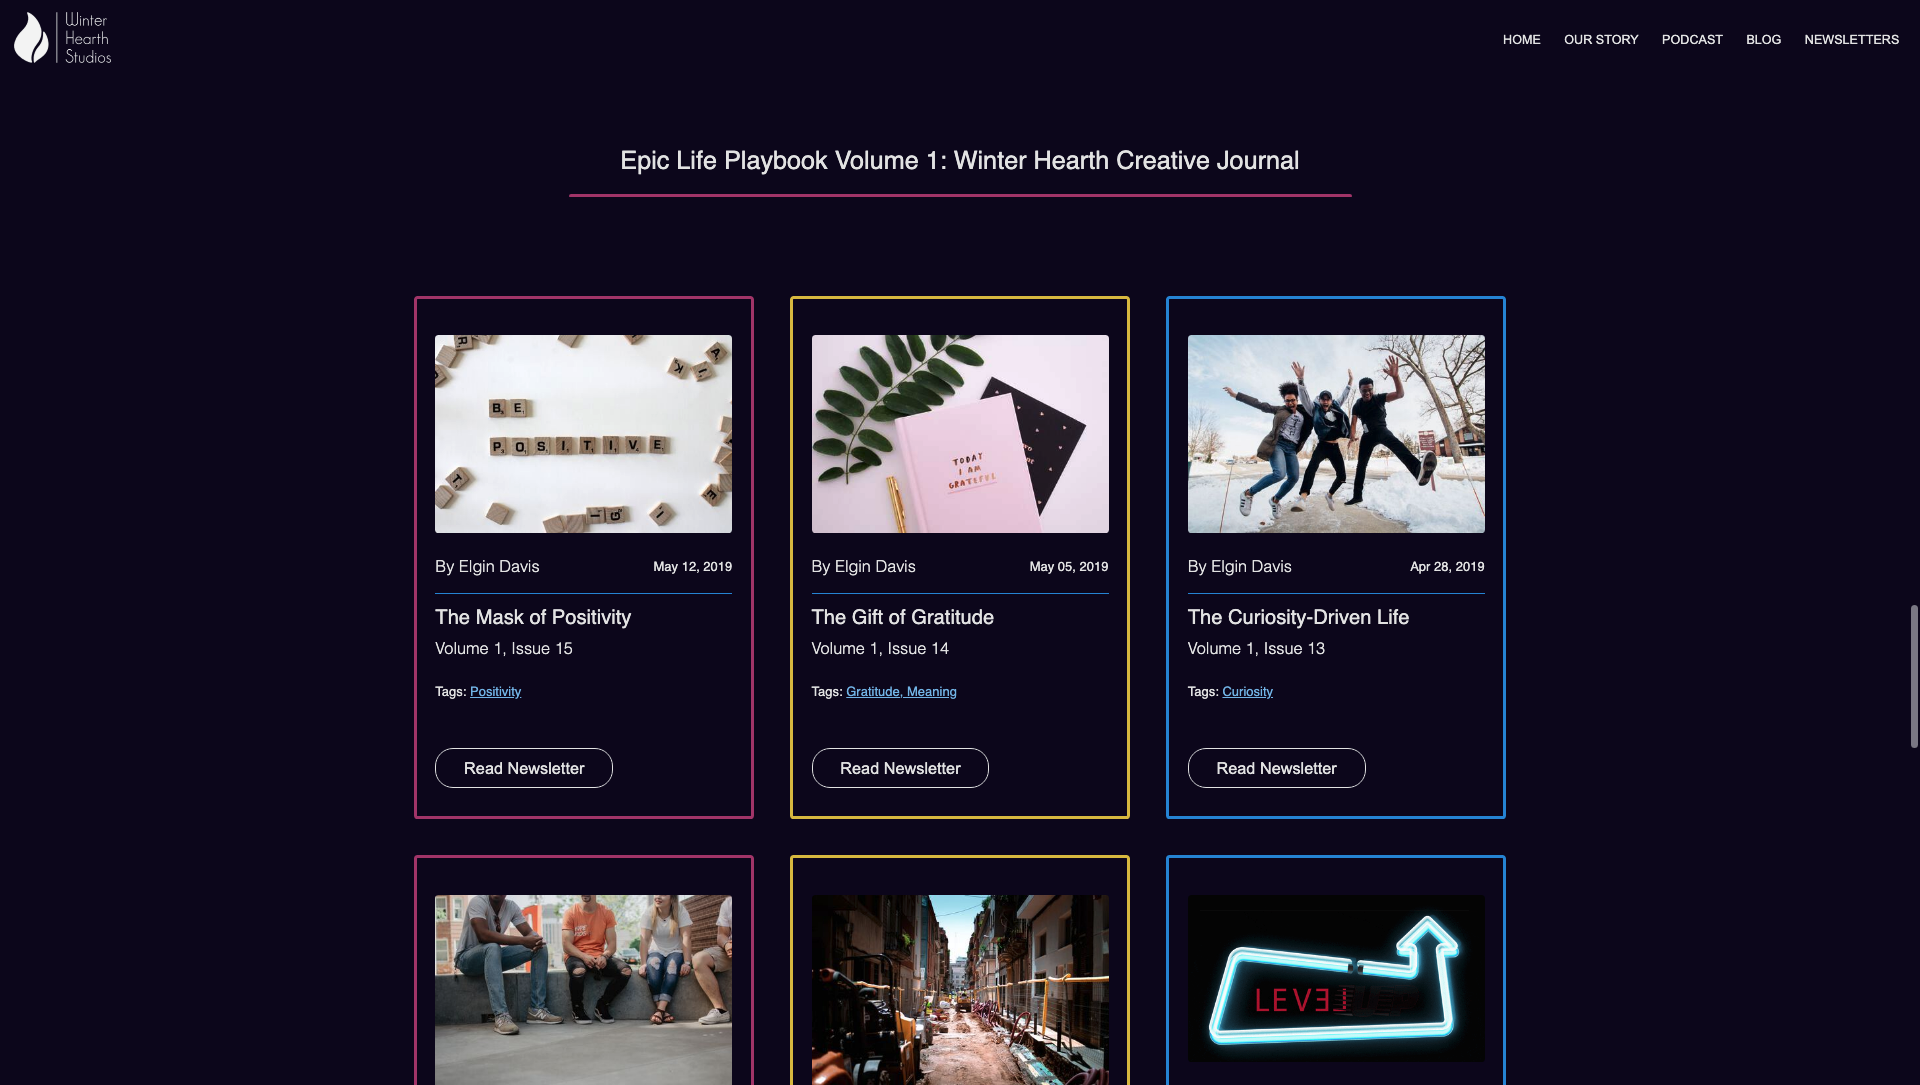 Winter
Hearth
Studios
HOME OUR STORY PODCAST BLOG NEWSLETTERS
Epic Life Playbook Volume 1: Winter Hearth Creative Journal
BE
POSITIVE
TODAY
I AM
GRATEFUL
By Elgin Davis May 12, 2019
The Mask of Positivity
Volume 1, Issue 15
Tags: Positivity
Read Newsletter
By Elgin Davis May 05, 2019
The Gift of Gratitude
Volume 1, Issue 14
Tags: Gratitude, Meaning
Read Newsletter
By Elgin Davis Apr 28, 2019
The Curiosity-Driven Life
Volume 1, Issue 13
Tags: Curiosity
Read Newsletter
LEVEL